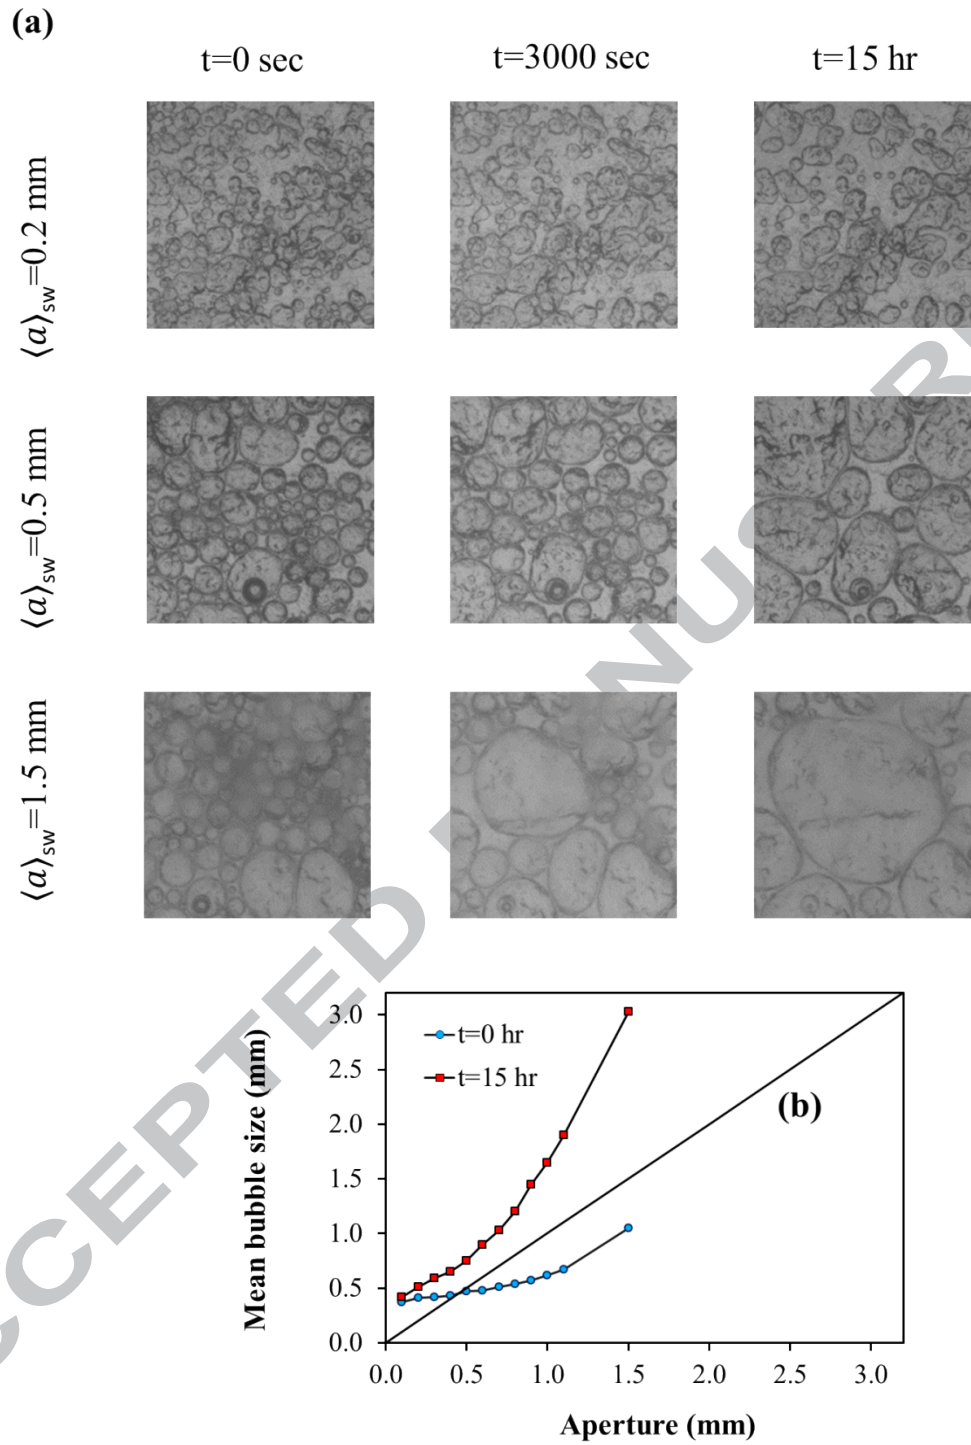 (a)
t=0 sec
t=3000 sec
t=15 hr
⟨a⟩sw=0.2 mm
⟨a⟩sw=0.5 mm
⟨a⟩sw=1.5 mm
Mean bubble size (mm)
3.0
2.5
2.0
1.5
1.0
0.5
0.0
t=0 hr
t=15 hr
(b)
0.0 0.5 1.0 1.5 2.0 2.5 3.0
Aperture (mm)
CCEPTED
NUS
R